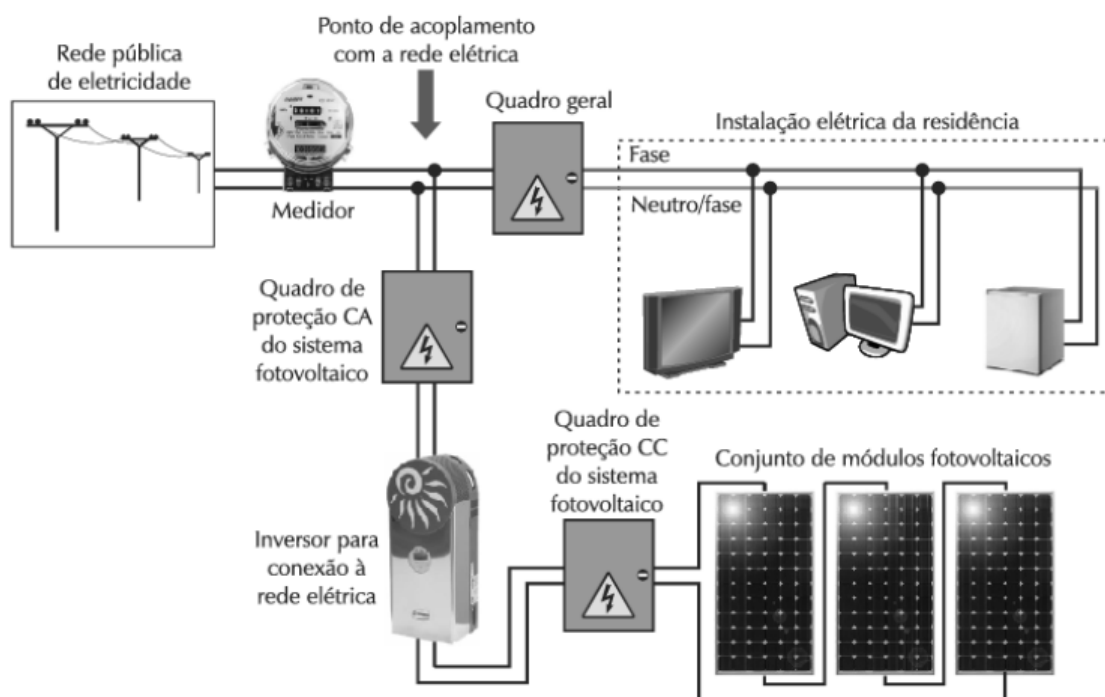 Ponto de acoplamento
com a rede elétrica
Rede pública
de eletricidade
Quadro geral
Instalação elétrica da residência
Fase
Medidor
Neutro/fase
Quadro de
proteção CA
do sistema
fotovoltaico
Quadro de
proteção CC
do sistema
fotovoltaico
Conjunto de módulos fotovoltaicos
Inversor para
conexão à
rede elétrica